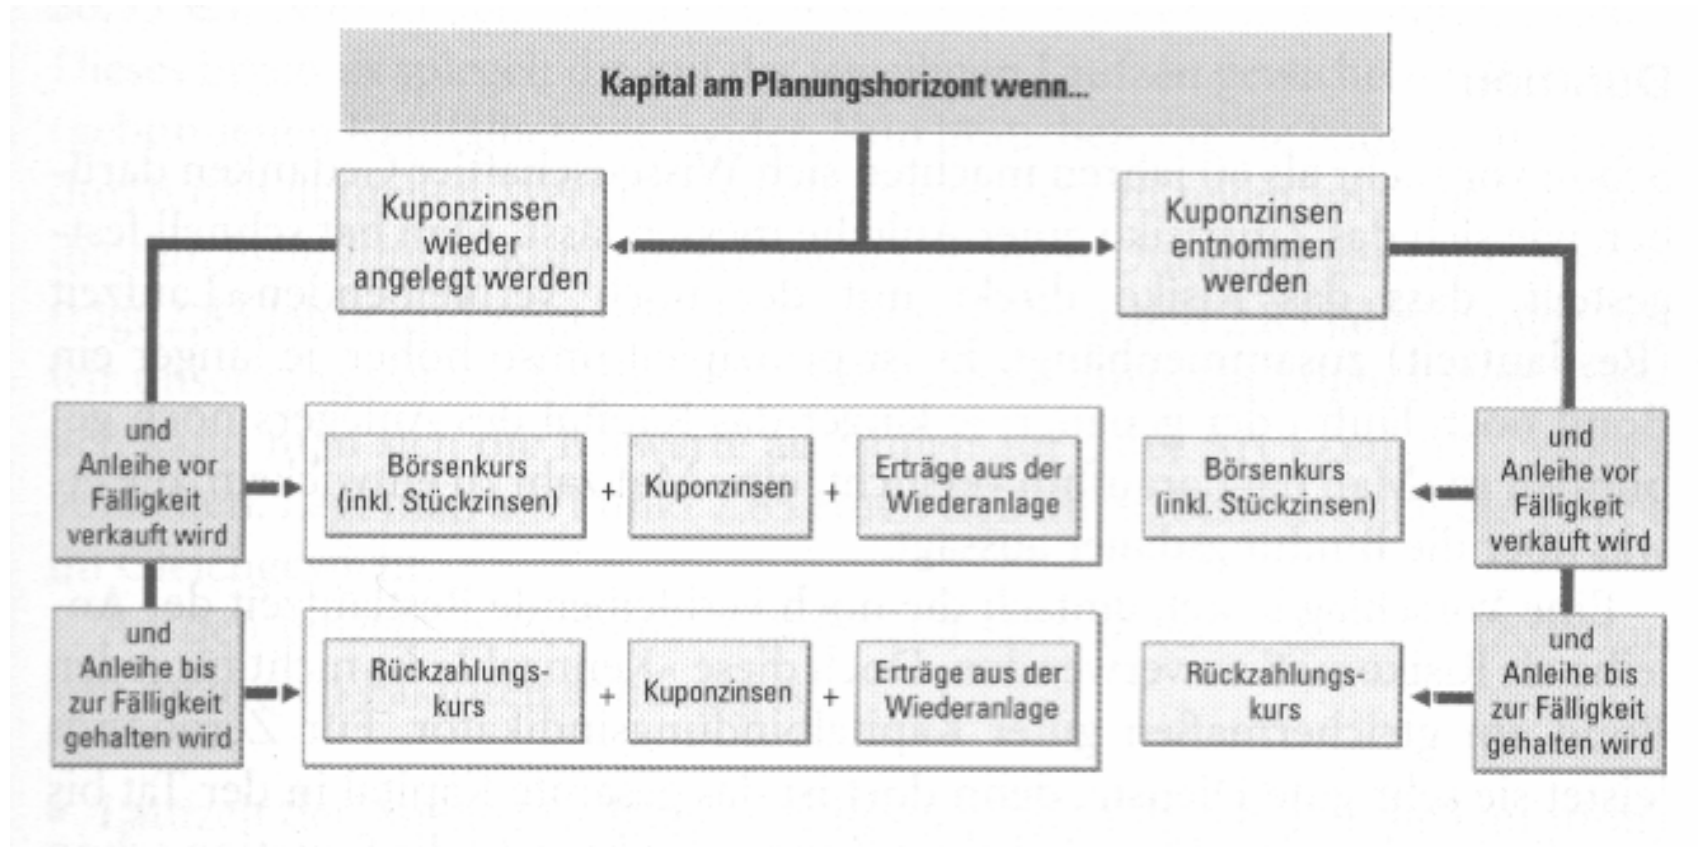 Kapital am Planungshorizont wenn...
Kuponzinsen
wieder
angelegt werden
Kuponzinsen
entnommen
werden
und
Anleihe vor
Fälligkeit
verkauft wird
Börsenkurs
(inkl. Stückzinsen)
+
Kuponzinsen
+
Erträge aus der
Wiederanlage
Börsenkurs
(inkl. Stückzinsen)
und
Anleihe vor
Fälligkeit
verkauft wird
und
Anleihe bis
zur Fälligkeit
gehalten wird
Rückzahlungs-
kurs
+
Kuponzinsen
+
Erträge aus der
Wiederanlage
Rückzahlungs-
kurs
und
Anleihe bis
zur Fälligkeit
gehalten wird